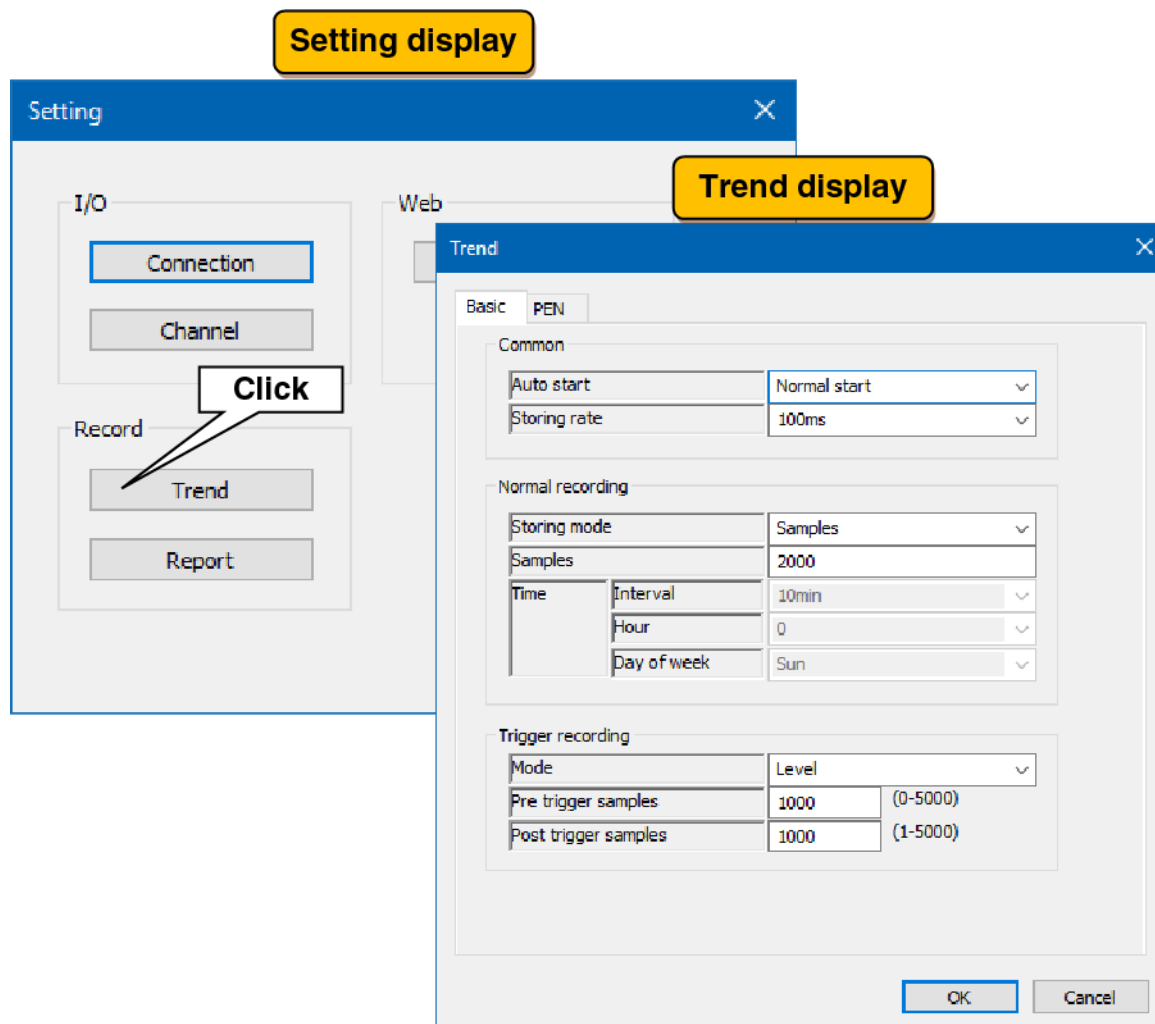 Setting display
Setting
I/O
Web
Connection
Channel
Click
Record
Trend
Report
Trend display
Trend
Basic PEN
Common
Auto start Normal start
Storing rate 100ms
Normal recording
Storing mode Samples
Samples 2000
Time Interval 10min
Hour 0
Day of week Sun
Trigger recording
Mode Level
Pre trigger samples 1000 (0-5000)
Post trigger samples 1000 (1-5000)
OK Cancel